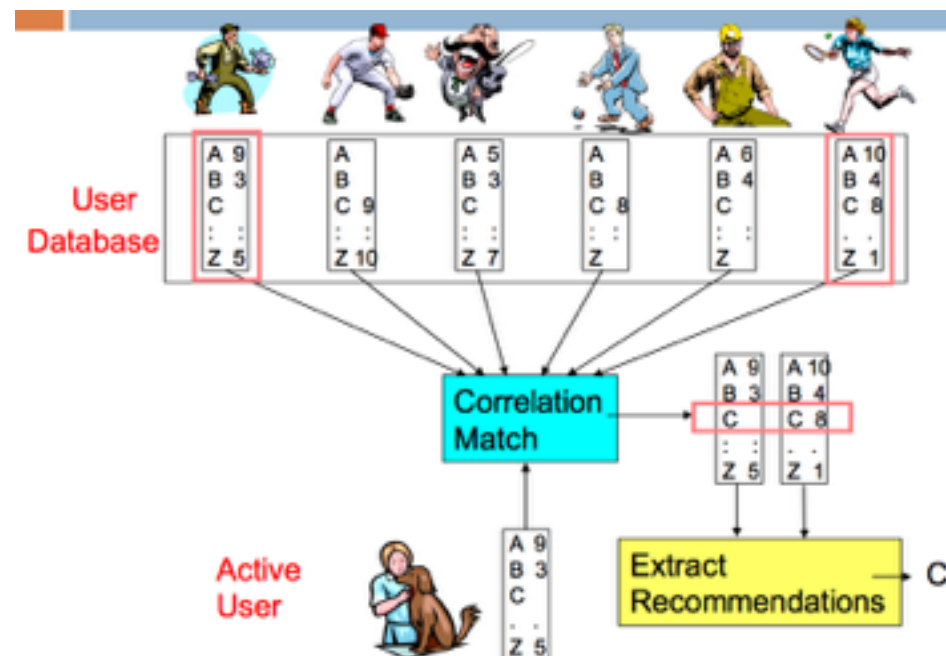 User
Database
A 9
B 3
C
: :
Z 5
A
B
C 9
: :
Z 10
A 5
B 3
C
: :
Z 7
A
B
C 8
: :
Z
A 6
B 4
C
: :
Z
A 10
B 4
C 8
. .
Z 1
Correlation
Match
A 9
B 3
C
: :
Z 5
A 10
B 4
C 8
. .
Z 1
Active
User
A 9
B 3
C
. .
Z 5
Extract
Recommendations
C